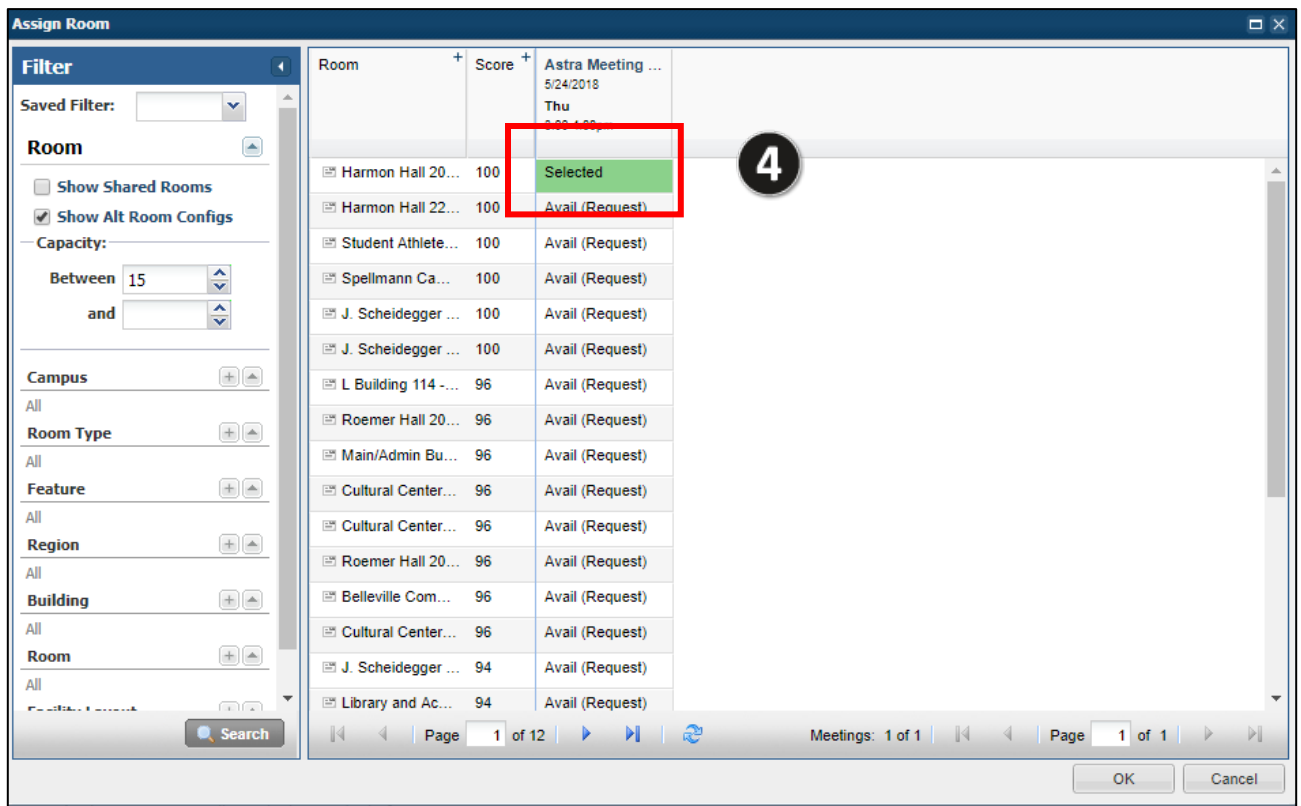 Assign Room
Filter
Saved Filter:
Room
Show Shared Rooms
Show Alt Room Configs
Capacity:
Between 15
and
Campus
All
Room Type
All
Feature
All
Region
All
Building
All
Room
All
Search
Room + Score + Astra Meeting ...
5/24/2018
Thu
Harmon Hall 20... 100 Selected
Harmon Hall 22... 100 Avail (Request)
Student Athlete... 100 Avail (Request)
Spellmann Ca... 100 Avail (Request)
J. Scheidegger ... 100 Avail (Request)
J. Scheidegger ... 100 Avail (Request)
L Building 114 -... 96 Avail (Request)
Roemer Hall 20... 96 Avail (Request)
Main/Admin Bu... 96 Avail (Request)
Cultural Center... 96 Avail (Request)
Cultural Center... 96 Avail (Request)
Roemer Hall 20... 96 Avail (Request)
Belleville Com... 96 Avail (Request)
Cultural Center... 96 Avail (Request)
J. Scheidegger ... 94 Avail (Request)
Library and Ac... 94 Avail (Request)
4
Page 1 of 12
Meetings: 1 of 1 Page 1 of 1
OK Cancel